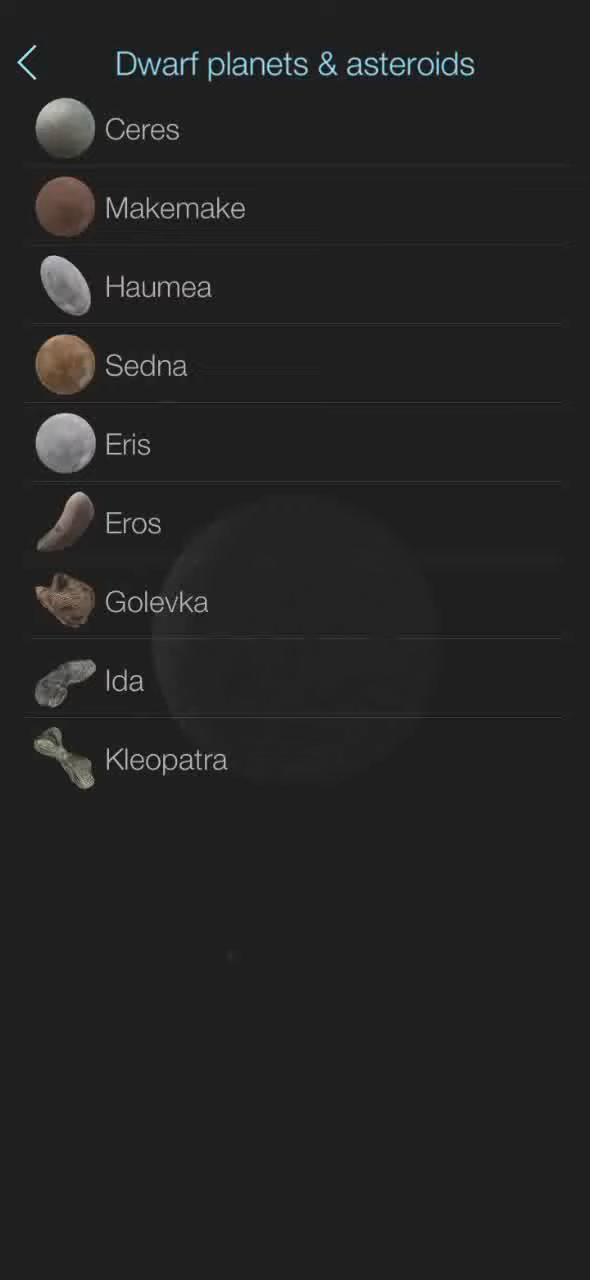 Dwarf planets & asteroids
Ceres
Makemake
Haumea
Sedna
Eris
Eros
Golevka
Ida
Kleopatra